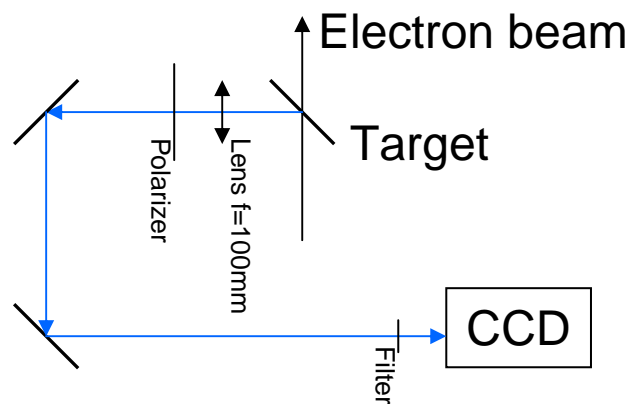 Electron beam
Target
Lens f=100mm
Polarizer
CCD
Filter